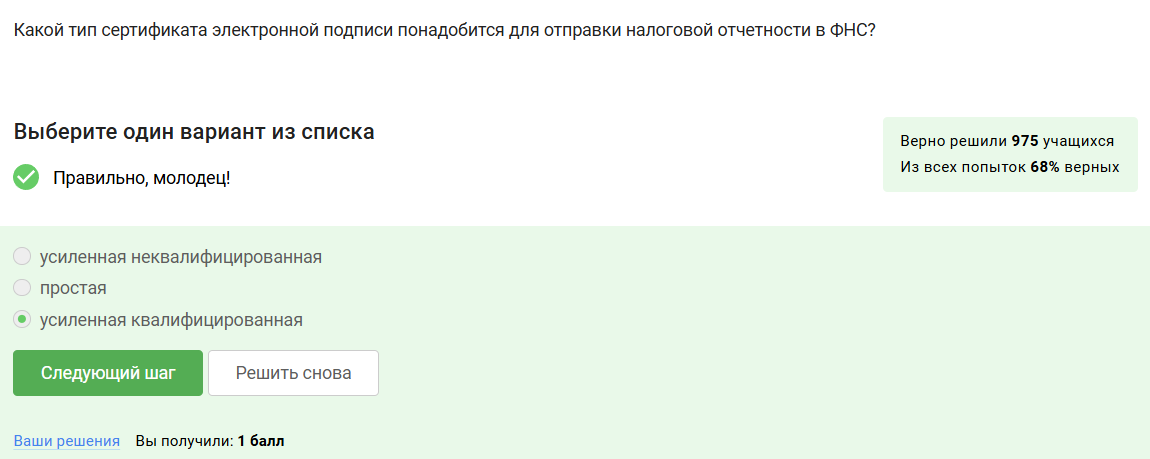 Какой тип сертификата электронной подписи понадобится для отправки налоговой отчетности в ФНС?
Выберите один вариант из списка
Правильно, молодец!
Верно решили 975 учащихся
Из всех попыток 68% верных
усиленная неквалифицированная
простая
усиленная квалифицированная
Следующий шаг
Решить снова
Ваши решения Вы получили: 1 балл